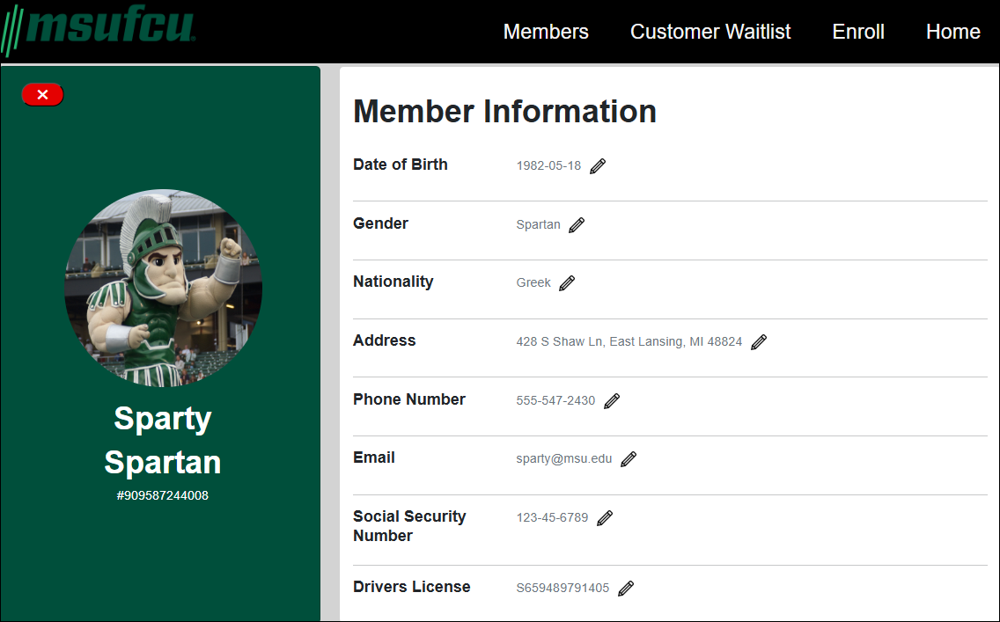 msufcu
Members Customer Waitlist Enroll Home
Sparty
Spartan
#909587244008
Member Information
Date of Birth 1982-05-18
Gender Spartan
Nationality Greek
Address 428 S Shaw Ln, East Lansing, MI 48824
Phone Number 555-547-2430
Email sparty@msu.edu
Social Security 123-45-6789
Number
Drivers License S659489791405